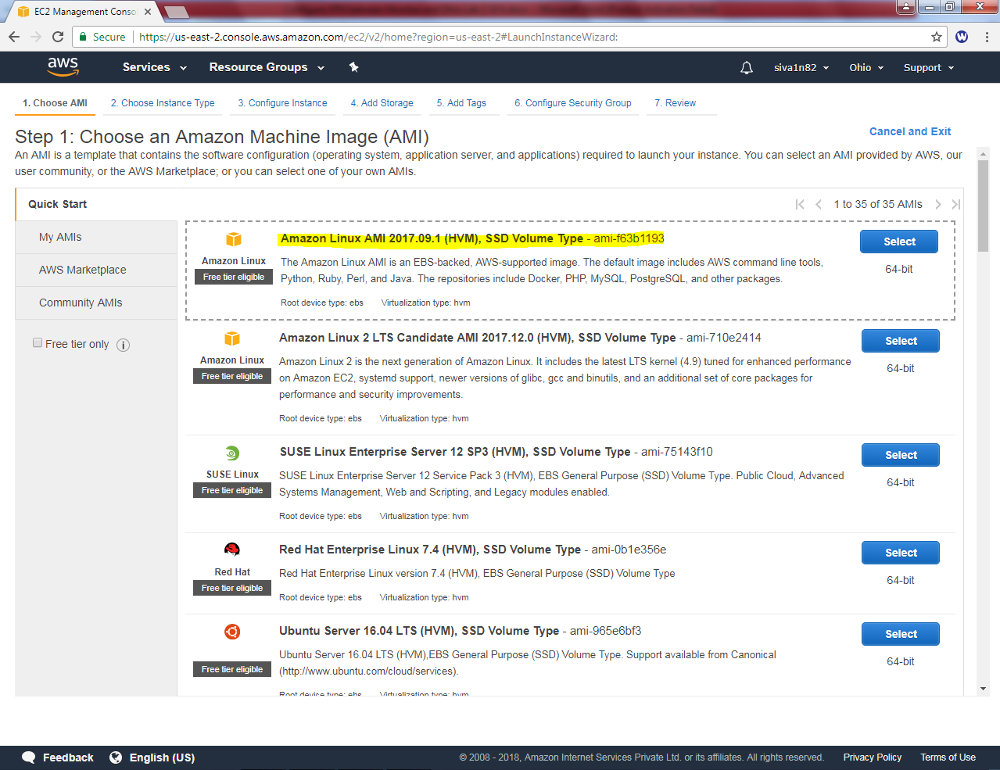 EC2 Management Conso
Secure
https://us-east-2.console.aws.amazon.com/ec2/v2/home?region=us-east-2#LaunchInstanceWizard:
W
aws
Services
Resource Groups
siva1n82
Ohio
Support
1. Choose AMI
2. Choose Instance Type
3. Configure Instance
4. Add Storage
5. Add Tags
6. Configure Security Group
7. Review
Step 1: Choose an Amazon Machine Image (AMI)
Cancel and Exit
An AMI is a template that contains the software configuration (operating system, application server, and applications) required to launch your instance. You can select an AMI provided by AWS, our
user community, or the AWS Marketplace; or you can select one of your own AMIs.
Quick Start
My AMIs
AWS Marketplace
Community AMIs
Free tier only
i
1 to 35 of 35 AMIs
Amazon Linux
Free tier eligible
Amazon Linux AMI 2017.09.1 (HVM), SSD Volume Type - ami-f63b1193
The Amazon Linux AMI is an EBS-backed, AWS-supported image. The default image includes AWS command line tools,
Python, Ruby, Perl, and Java. The repositories include Docker, PHP, MySQL, PostgreSQL, and other packages.
Root device type: ebs
Virtualization type: hvm
Select
64-bit
Amazon Linux
Free tier eligible
Amazon Linux 2 LTS Candidate AMI 2017.12.0 (HVM), SSD Volume Type - ami-710e2414
Amazon Linux 2 is the next generation of Amazon Linux. It includes the latest LTS kernel (4.9) tuned for enhanced performance
on Amazon EC2, systemd support, newer versions of glibc, gcc and binutils, and an additional set of core packages for
performance and security improvements.
Root device type: ebs
Virtualization type: hvm
Select
64-bit
SUSE Linux
Free tier eligible
SUSE Linux Enterprise Server 12 SP3 (HVM), SSD Volume Type - ami-75143f10
SUSE Linux Enterprise Server 12 Service Pack 3 (HVM), EBS General Purpose (SSD) Volume Type. Public Cloud, Advanced
Systems Management, Web and Scripting, and Legacy modules enabled.
Root device type: ebs
Virtualization type: hvm
Select
64-bit
Red Hat
Free tier eligible
Red Hat Enterprise Linux 7.4 (HVM), SSD Volume Type - ami-0b1e356e
Red Hat Enterprise Linux version 7.4 (HVM), EBS General Purpose (SSD) Volume Type
Root device type: ebs
Virtualization type: hvm
Select
64-bit
Free tier eligible
Ubuntu Server 16.04 LTS (HVM), SSD Volume Type - ami-965e6bf3
Ubuntu Server 16.04 LTS (HVM),EBS General Purpose (SSD) Volume Type. Support available from Canonical
(http://www.ubuntu.com/cloud/services).
Root device type: ebs
Virtualization type: hvm
Select
64-bit
Feedback
English (US)
© 2008 - 2018, Amazon Internet Services Private Ltd. or its affiliates. All rights reserved.
Privacy Policy
Terms of Use